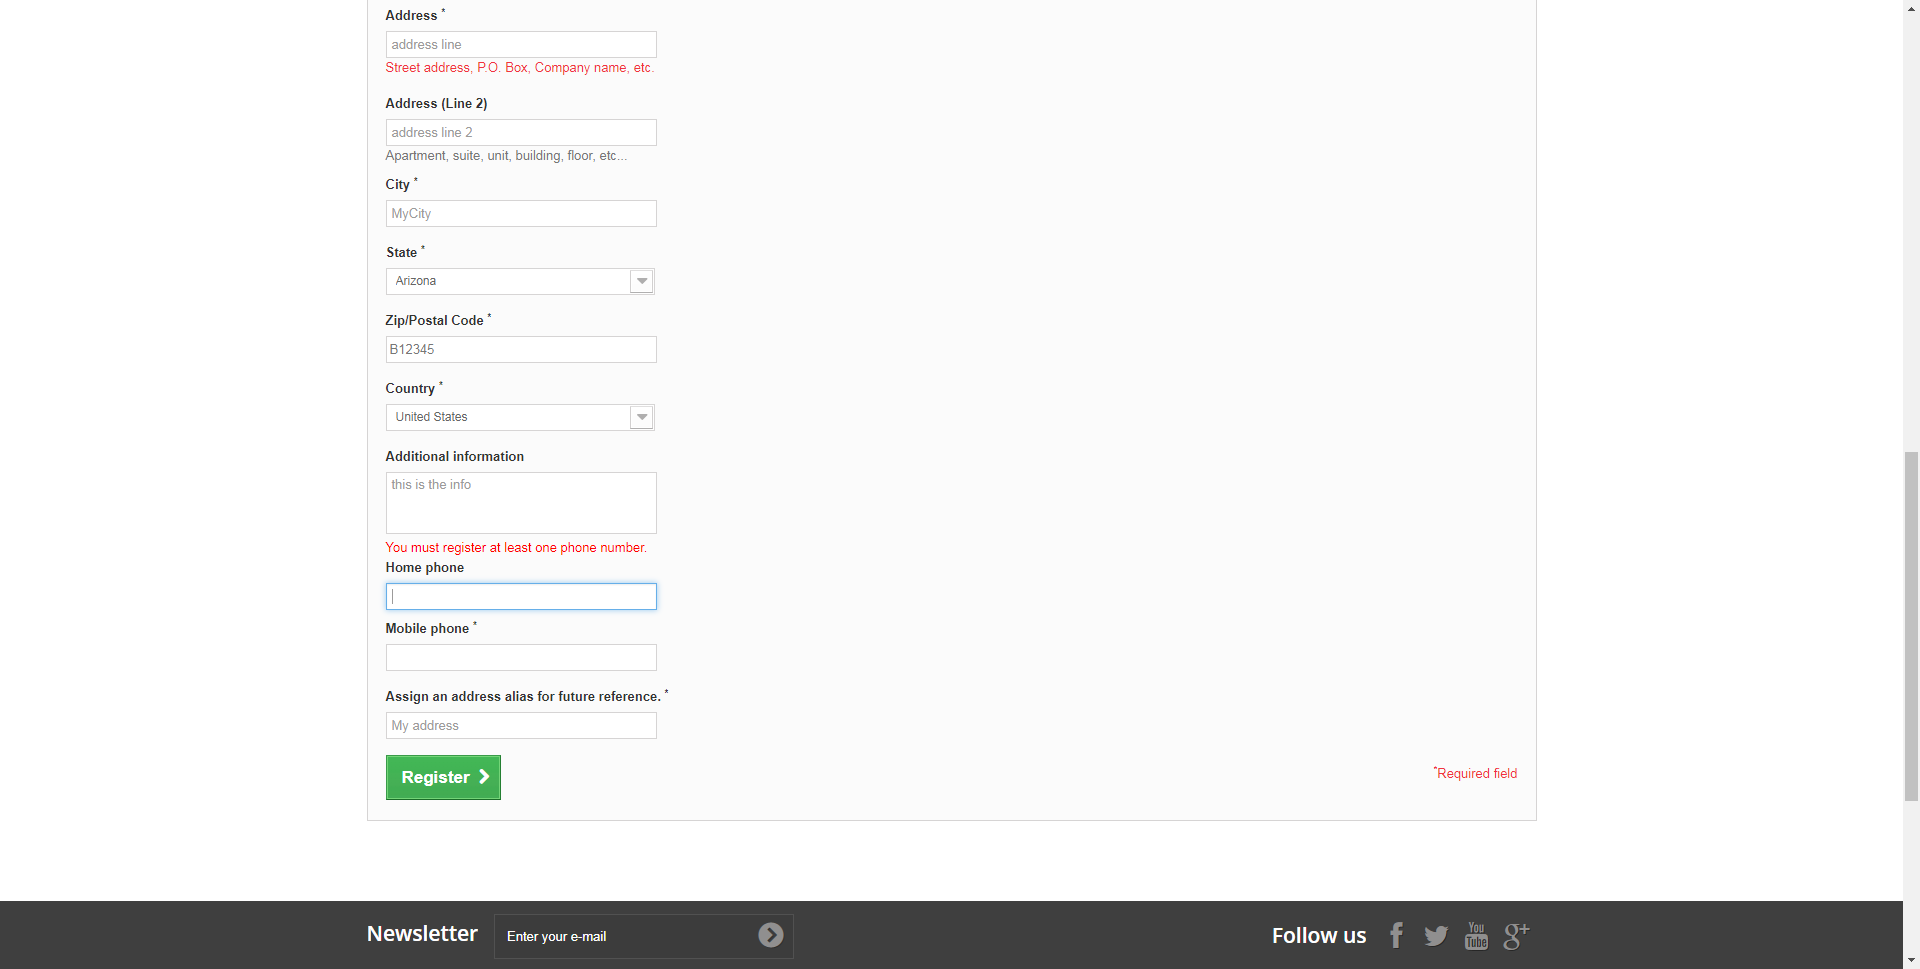 Address *
address line
Street address, P.O. Box, Company name, etc.
Address (Line 2)
address line 2
Apartment, suite, unit, building, floor, etc...
City *
MyCity
State *
Arizona
Zip/Postal Code *
B12345
Country *
United States
Additional information
this is the info
You must register at least one phone number.
Home phone
Mobile phone *
Assign an address alias for future reference. *
My address
Register
*Required field
Newsletter
Enter your e-mail
Follow us
You
Tube
g+